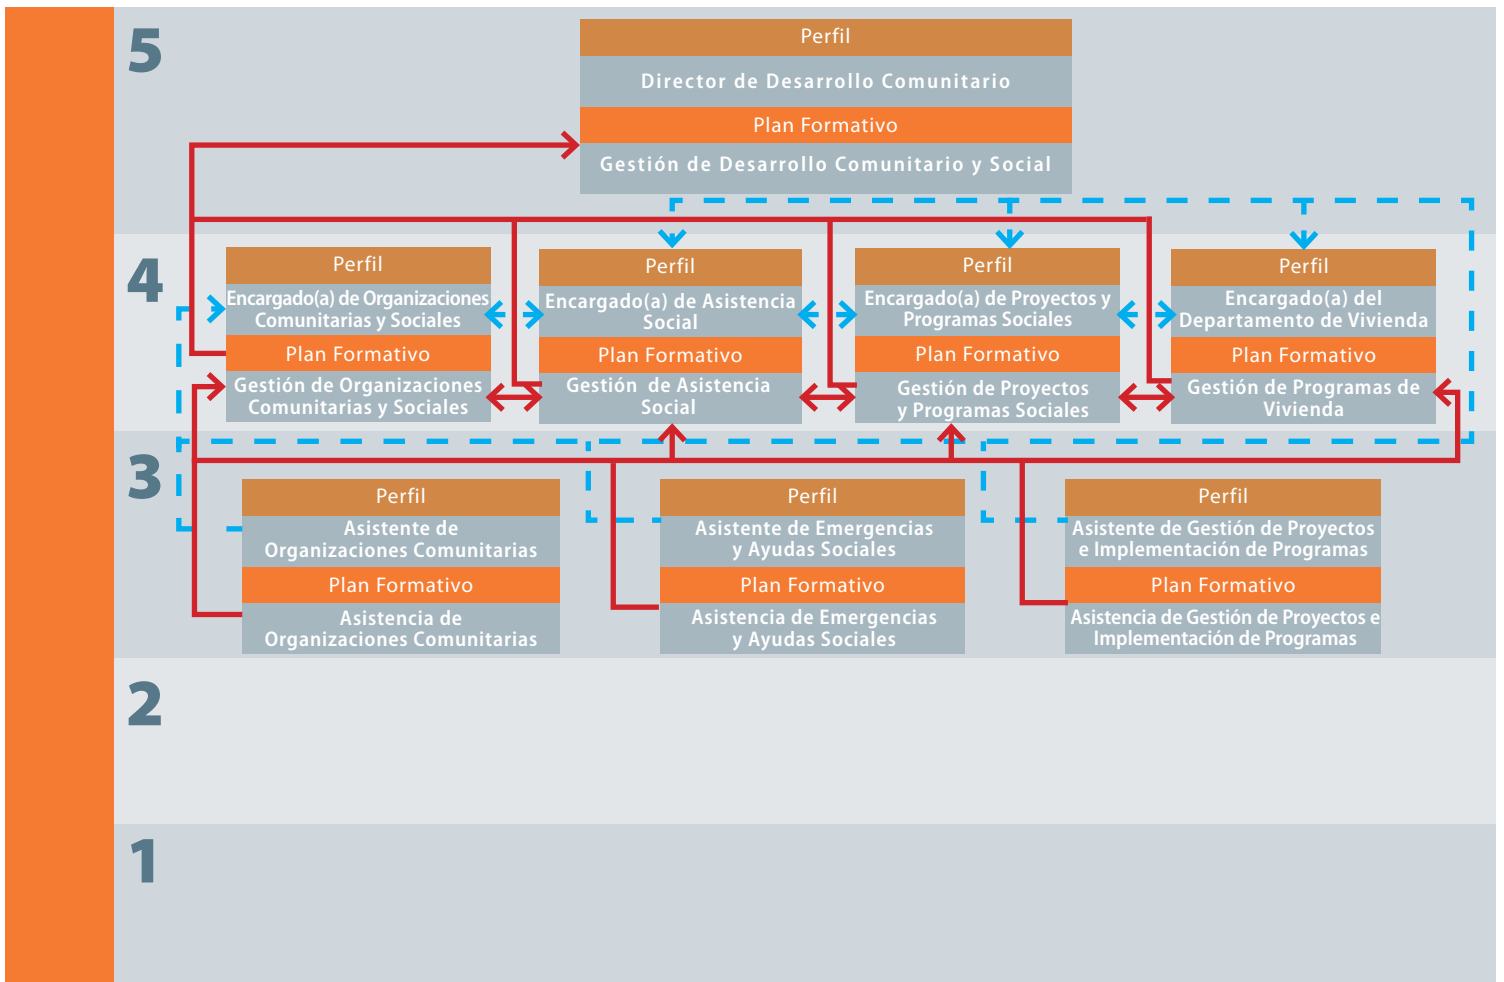 5
Perfil
Director de Desarrollo Comunitario
Plan Formativo
Gestión de Desarrollo Comunitario y Social
4
Perfil
Encargado(a) de Organizaciones
Comunitarias y Sociales
Plan Formativo
Gestión de Organizaciones
Comunitarias y Sociales
Perfil
Encargado(a) de Asistencia
Social
Plan Formativo
Gestión de Asistencia
Social
Perfil
Encargado(a) de Proyectos y
Programas Sociales
Plan Formativo
Gestión de Proyectos
y Programas Sociales
Perfil
Encargado(a) del
Departamento de Vivienda
Plan Formativo
Gestión de Programas de
Vivienda
3
Perfil
Asistente de
Organizaciones Comunitarias
Plan Formativo
Asistencia de
Organizaciones Comunitarias
Perfil
Asistente de Emergencias
y Ayudas Sociales
Plan Formativo
Asistencia de Emergencias
y Ayudas Sociales
Perfil
Asistente de Gestión de Proyectos
e Implementación de Programas
Plan Formativo
Asistencia de Gestión de Proyectos e
Implementación de Programas
2
1